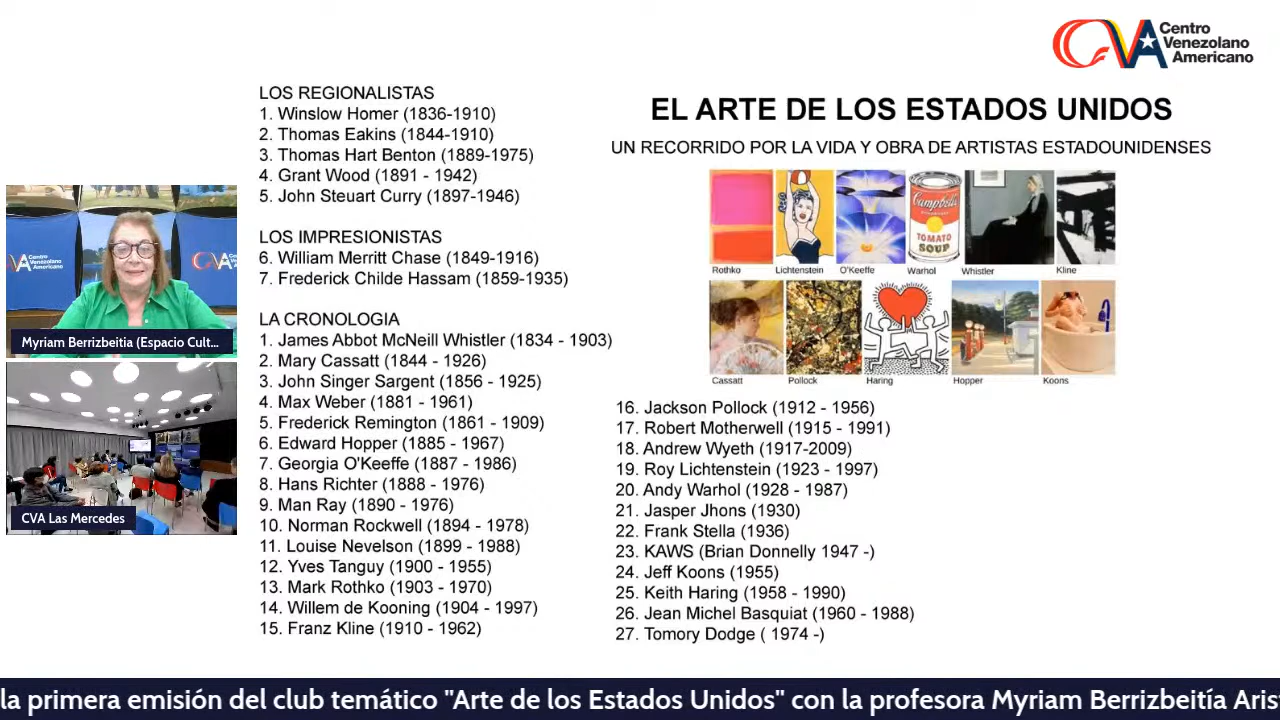 Centro
Venezolano
Americano
CVA
EL ARTE DE LOS ESTADOS UNIDOS
UN RECORRIDO POR LA VIDA Y OBRA DE ARTISTAS ESTADOUNIDENSES
LOS REGIONALISTAS
1. Winslow Homer (1836-1910)
2. Thomas Eakins (1844-1910)
3. Thomas Hart Benton (1889-1975)
4. Grant Wood (1891 - 1942)
5. John Steuart Curry (1897-1946)
LOS IMPRESIONISTAS
6. William Merritt Chase (1849-1916)
7. Frederick Childe Hassam (1859-1935)
LA CRONOLOGIA
1. James Abbot McNeill Whistler (1834 - 1903)
2. Mary Cassatt (1844 - 1926)
3. John Singer Sargent (1856 - 1925)
4. Max Weber (1881 - 1961)
5. Frederick Remington (1861 - 1909)
6. Edward Hopper (1885 - 1967)
7. Georgia O'Keeffe (1887 - 1986)
8. Hans Richter (1888 - 1976)
9. Man Ray (1890 - 1976)
10. Norman Rockwell (1894 - 1978)
11. Louise Nevelson (1899 - 1988)
12. Yves Tanguy (1900 - 1955)
13. Mark Rothko (1903 - 1970)
14. Willem de Kooning (1904 - 1997)
15. Franz Kline (1910 - 1962)
Campbell's
TOMATO
SOUP
Rothko
Lichtenstein
O'Keeffe
Warhol
Whistler
Kline
Cassatt
Pollock
Haring
Hopper
Koons
16. Jackson Pollock (1912 - 1956)
17. Robert Motherwell (1915 - 1991)
18. Andrew Wyeth (1917-2009)
19. Roy Lichtenstein (1923 - 1997)
20. Andy Warhol (1928 - 1987)
21. Jasper Jhons (1930)
22. Frank Stella (1936)
23. KAWS (Brian Donnelly 1947 -)
24. Jeff Koons (1955)
25. Keith Haring (1958 - 1990)
26. Jean Michel Basquiat (1960 - 1988)
27. Tomory Dodge ( 1974 -)
VA Centro
Venezolano
Americano
CVA Centro
Myriam Berrizbeitia (Espacio Cult...
CVA Las Mercedes
la primera emisión del club temático "Arte de los Estados Unidos" con la profesora Myriam Berrizbeitía Aris